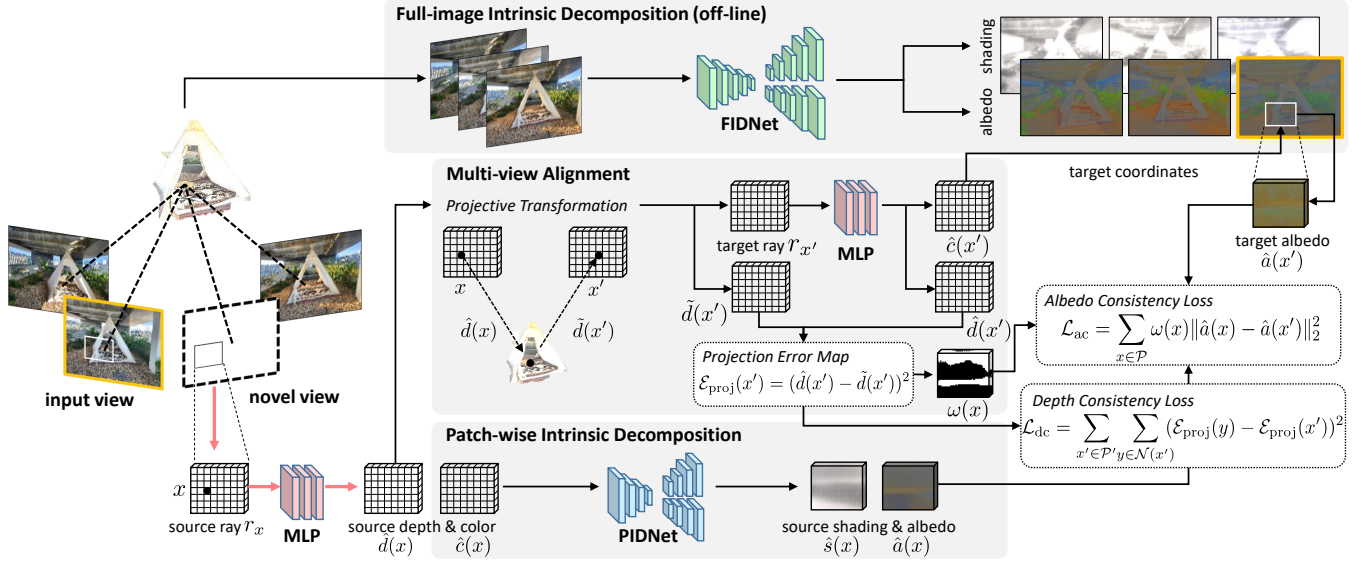 Full-image Intrinsic Decomposition (off-line)
FIDNet
shading
albedo
target coordinates
target albedo
â(x′)
Multi-view Alignment
Projective Transformation
x
x′
d̂(x)
d̃(x′)
target ray r_{x′}
MLP
ĉ(x′)
d̃(x′)
d̂(x′)
Projection Error Map
ℰ_proj(x′) = (d̂(x′) − d̃(x′))²
ω(x)
Albedo Consistency Loss
ℒ_ac = ∑_{x∈𝒫} ω(x)‖â(x) − â(x′)‖₂²
Depth Consistency Loss
ℒ_dc = ∑_{x′∈𝒫′} ∑_{y∈𝒩(x′)} (ℰ_proj(y) − ℰ_proj(x′))²
input view
novel view
x
source ray r_x
MLP
Patch-wise Intrinsic Decomposition
source depth & color
d̂(x) ĉ(x)
PIDNet
source shading & albedo
ŝ(x) â(x)